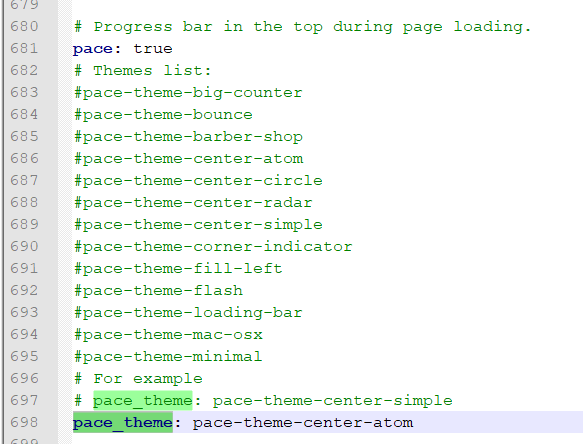 679
680 # Progress bar in the top during page loading.
681 pace: true
682 # Themes list:
683 #pace-theme-big-counter
684 #pace-theme-bounce
685 #pace-theme-barber-shop
686 #pace-theme-center-atom
687 #pace-theme-center-circle
688 #pace-theme-center-radar
689 #pace-theme-center-simple
690 #pace-theme-corner-indicator
691 #pace-theme-fill-left
692 #pace-theme-flash
693 #pace-theme-loading-bar
694 #pace-theme-mac-osx
695 #pace-theme-minimal
696 # For example
697 # pace_theme: pace-theme-center-simple
698 pace_theme: pace-theme-center-atom
699